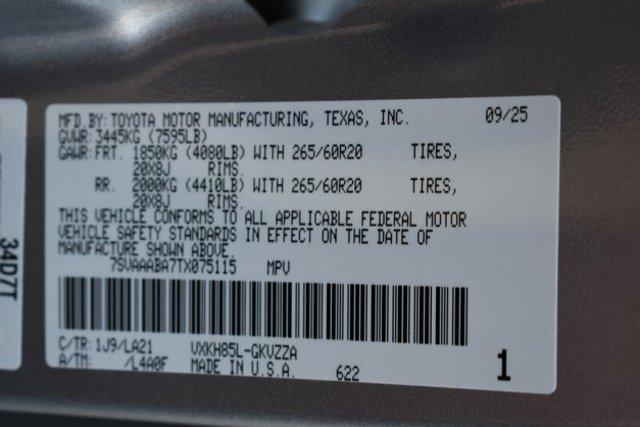 MFD.BY: TOYOTA MOTOR MANUFACTURING, TEXAS, INC. 09/25
GVWR: 3445KG (7595LB)
GAWR: FRT. 1850KG (4080LB) WITH 265/60R20 TIRES,
20X8J RIMS.
RR. 2000KG (4410LB) WITH 265/60R20 TIRES,
20X8J RIMS.
THIS VEHICLE CONFORMS TO ALL APPLICABLE FEDERAL MOTOR
VEHICLE SAFETY STANDARDS IN EFFECT ON THE DATE OF
MANUFACTURE SHOWN ABOVE.
7SVAAABA7TX075115 MPV
C/TR: 1J9/LA21 VXKH85L-GKVZZA
A/TM: /L4A0F MADE IN U.S.A. 622 1
34D7T